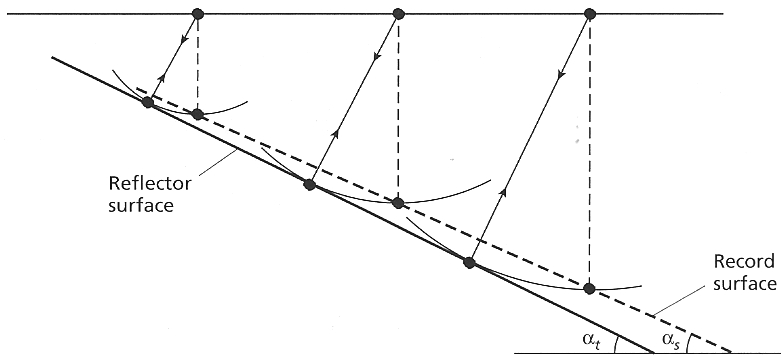 Reflector
surface
Record
surface
αt
αs